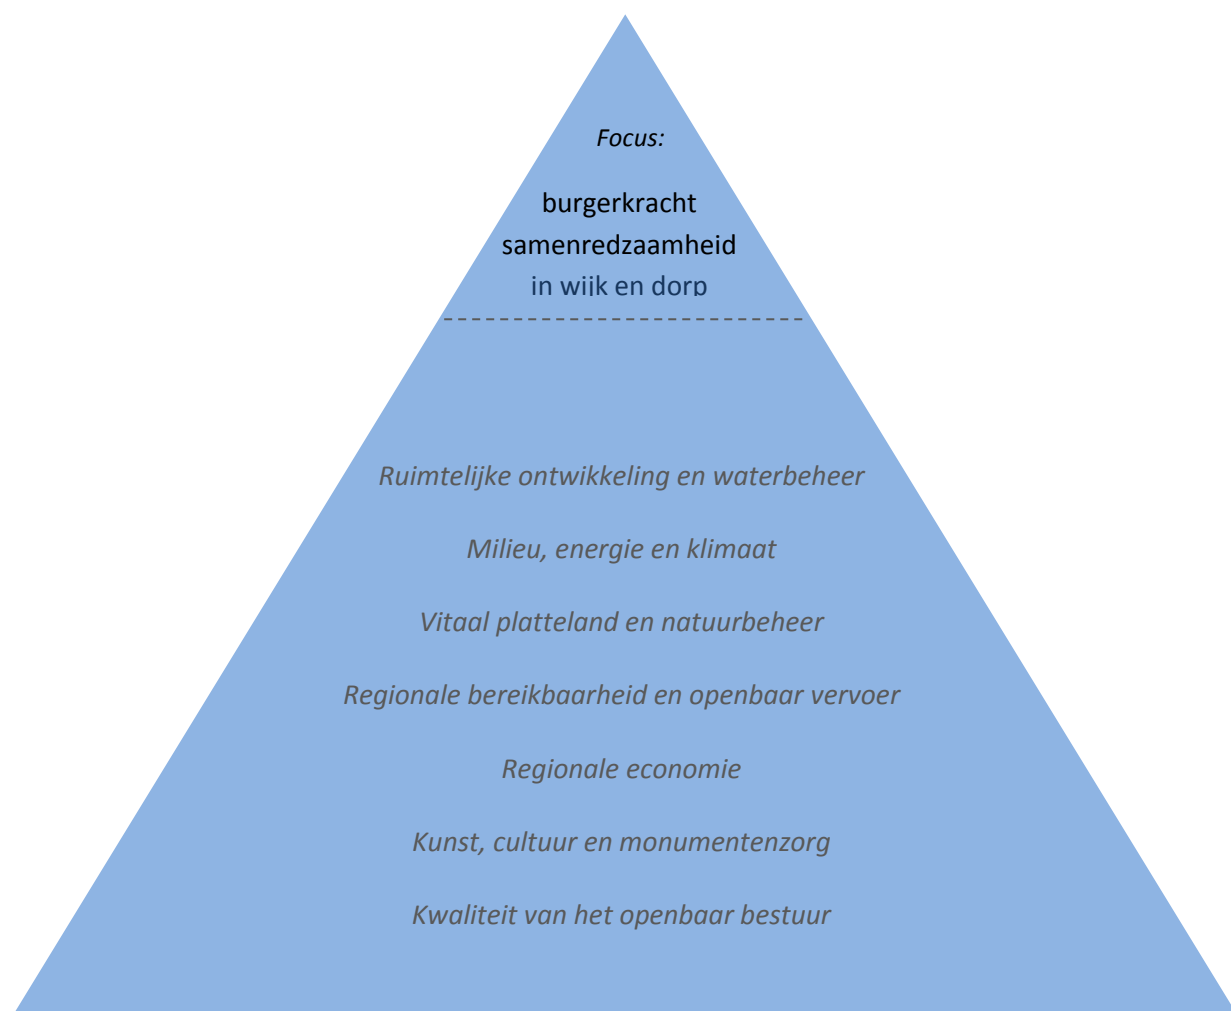 Focus:
burgerkracht
samenredzaamheid
in wijk en dorp
Ruimtelijke ontwikkeling en waterbeheer
Milieu, energie en klimaat
Vitaal platteland en natuurbeheer
Regionale bereikbaarheid en openbaar vervoer
Regionale economie
Kunst, cultuur en monumentenzorg
Kwaliteit van het openbaar bestuur